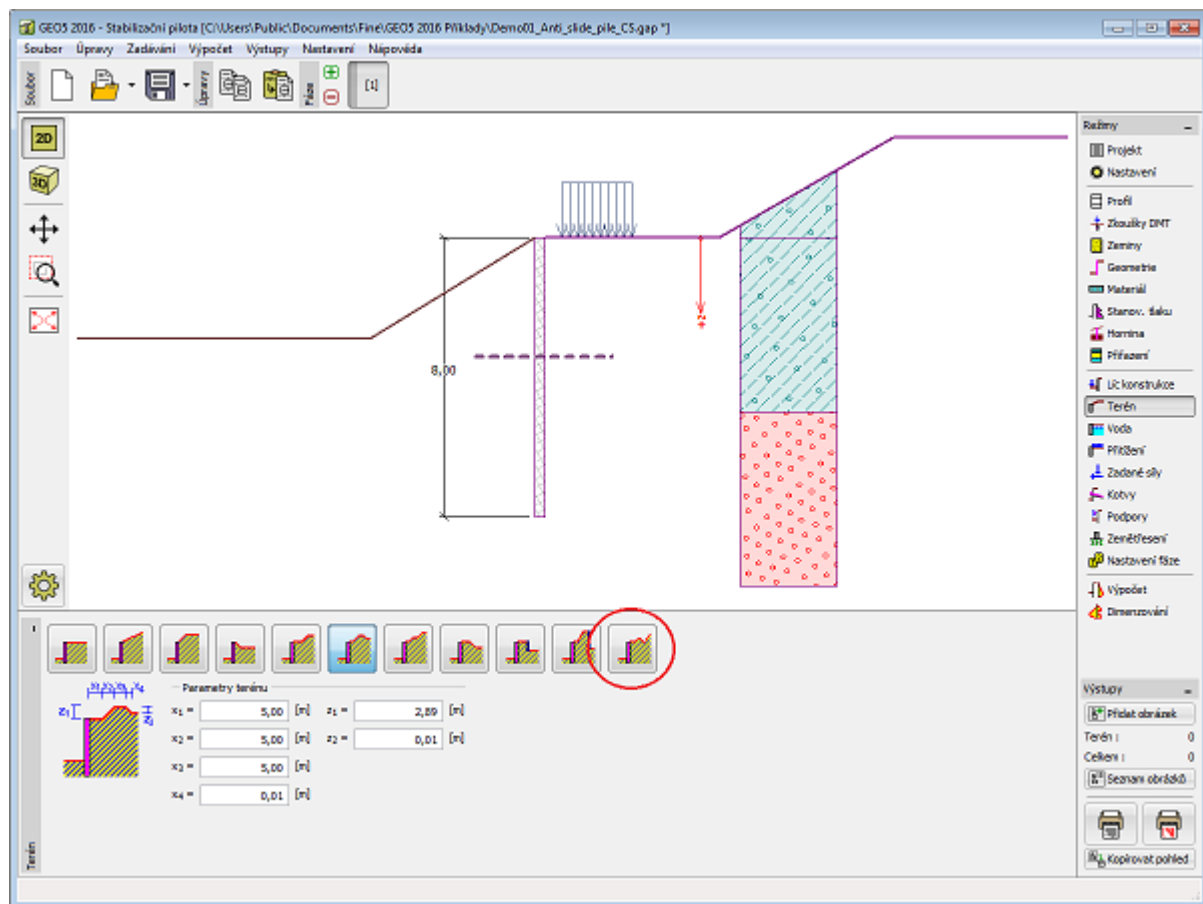 GEO5 2016 - Stabilizační pilota [C:\Users\Public\Documents\Fine\GEO5 2016 Příklady\Demo01_Anti_slide_pile_CS.gap *]
Soubor Úpravy Zadávání Výpočet Výstupy Nastavení Nápověda
Soubor
Úpravy
Fáze
[1]
2D
3D
8,00
+z
Režimy
Projekt
Nastavení
Profil
Zkoušky DMT
Zeminy
Geometrie
Materiál
Stanov. tlaku
Hornina
Přiřazení
Líc konstrukce
Terén
Voda
Přitížení
Zadané síly
Kotvy
Podpory
Zemětřesení
Nastavení fáze
Výpočet
Dimenzování
Parametry terénu
x1 = 5,00 [m] z1 = 2,89 [m]
x2 = 5,00 [m] z2 = 0,01 [m]
x3 = 5,00 [m]
x4 = 0,01 [m]
Terén
Výstupy
Přidat obrázek
Terén : 0
Celkem : 0
Seznam obrázků
Kopírovat pohled